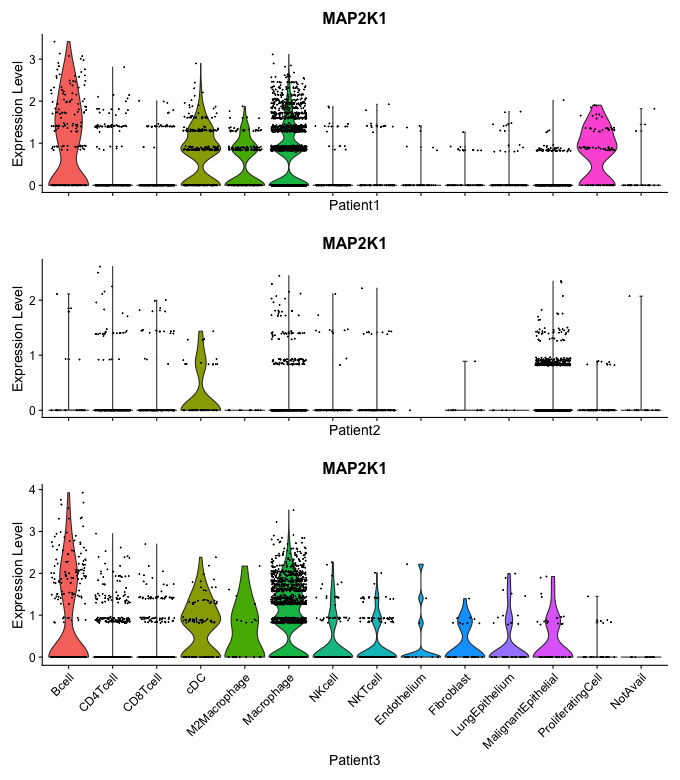 MAP2K1
Expression Level
3
2
1
0
Patient1
MAP2K1
Expression Level
2
1
0
Patient2
MAP2K1
Expression Level
4
3
2
1
0
Bcell
CD4Tcell
CD8Tcell
cDC
M2Macrophage
Macrophage
NKcell
NKTcell
Endothelium
Fibroblast
LungEpithelium
MalignantEpithelial
ProliferatingCell
NotAvail
Patient3